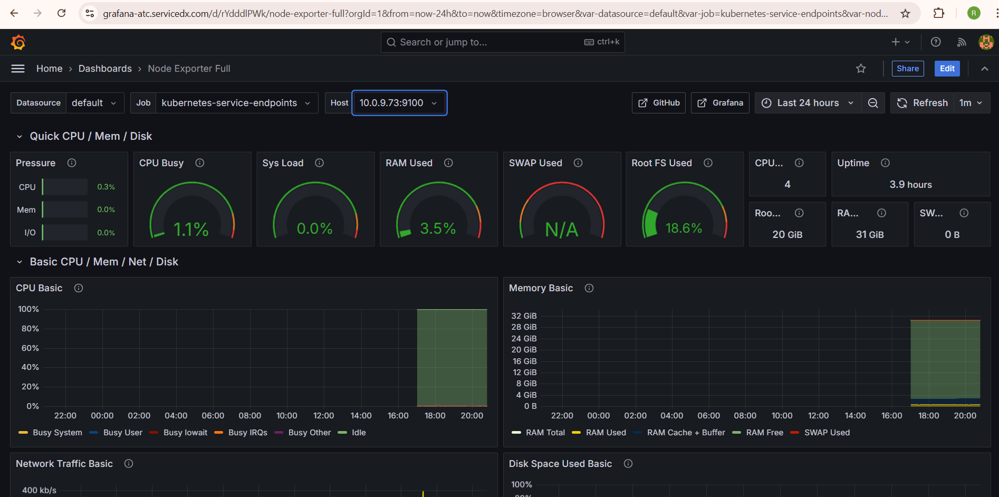 grafana-atc.servicedx.com/d/rYdddlPWk/node-exporter-full?orgId=1&from=now-24h&to=now&timezone=browser&var-datasource=default&var-job=kubernetes-service-endpoints&var-nod...
R
Search or jump to...
ctrl+k
Home › Dashboards › Node Exporter Full
Share
Edit
Datasource default
Job kubernetes-service-endpoints
Host 10.0.9.73:9100
GitHub
Grafana
Last 24 hours
Refresh 1m
Quick CPU / Mem / Disk
Pressure
CPU 0.3%
Mem 0.0%
I/O 0.0%
CPU Busy
1.1%
Sys Load
0.0%
RAM Used
3.5%
SWAP Used
N/A
Root FS Used
18.6%
CPU...
4
Uptime
3.9 hours
Roo...
20 GiB
RA...
31 GiB
SW...
0 B
Basic CPU / Mem / Net / Disk
CPU Basic
100%
80%
60%
40%
20%
0%
22:00 00:00 02:00 04:00 06:00 08:00 10:00 12:00 14:00 16:00 18:00 20:00
Busy System Busy User Busy Iowait Busy IRQs Busy Other Idle
Memory Basic
32 GiB
28 GiB
24 GiB
20 GiB
16 GiB
12 GiB
8 GiB
4 GiB
0 B
22:00 00:00 02:00 04:00 06:00 08:00 10:00 12:00 14:00 16:00 18:00 20:00
RAM Total RAM Used RAM Cache + Buffer RAM Free SWAP Used
Network Traffic Basic
400 kb/s
Disk Space Used Basic
100%